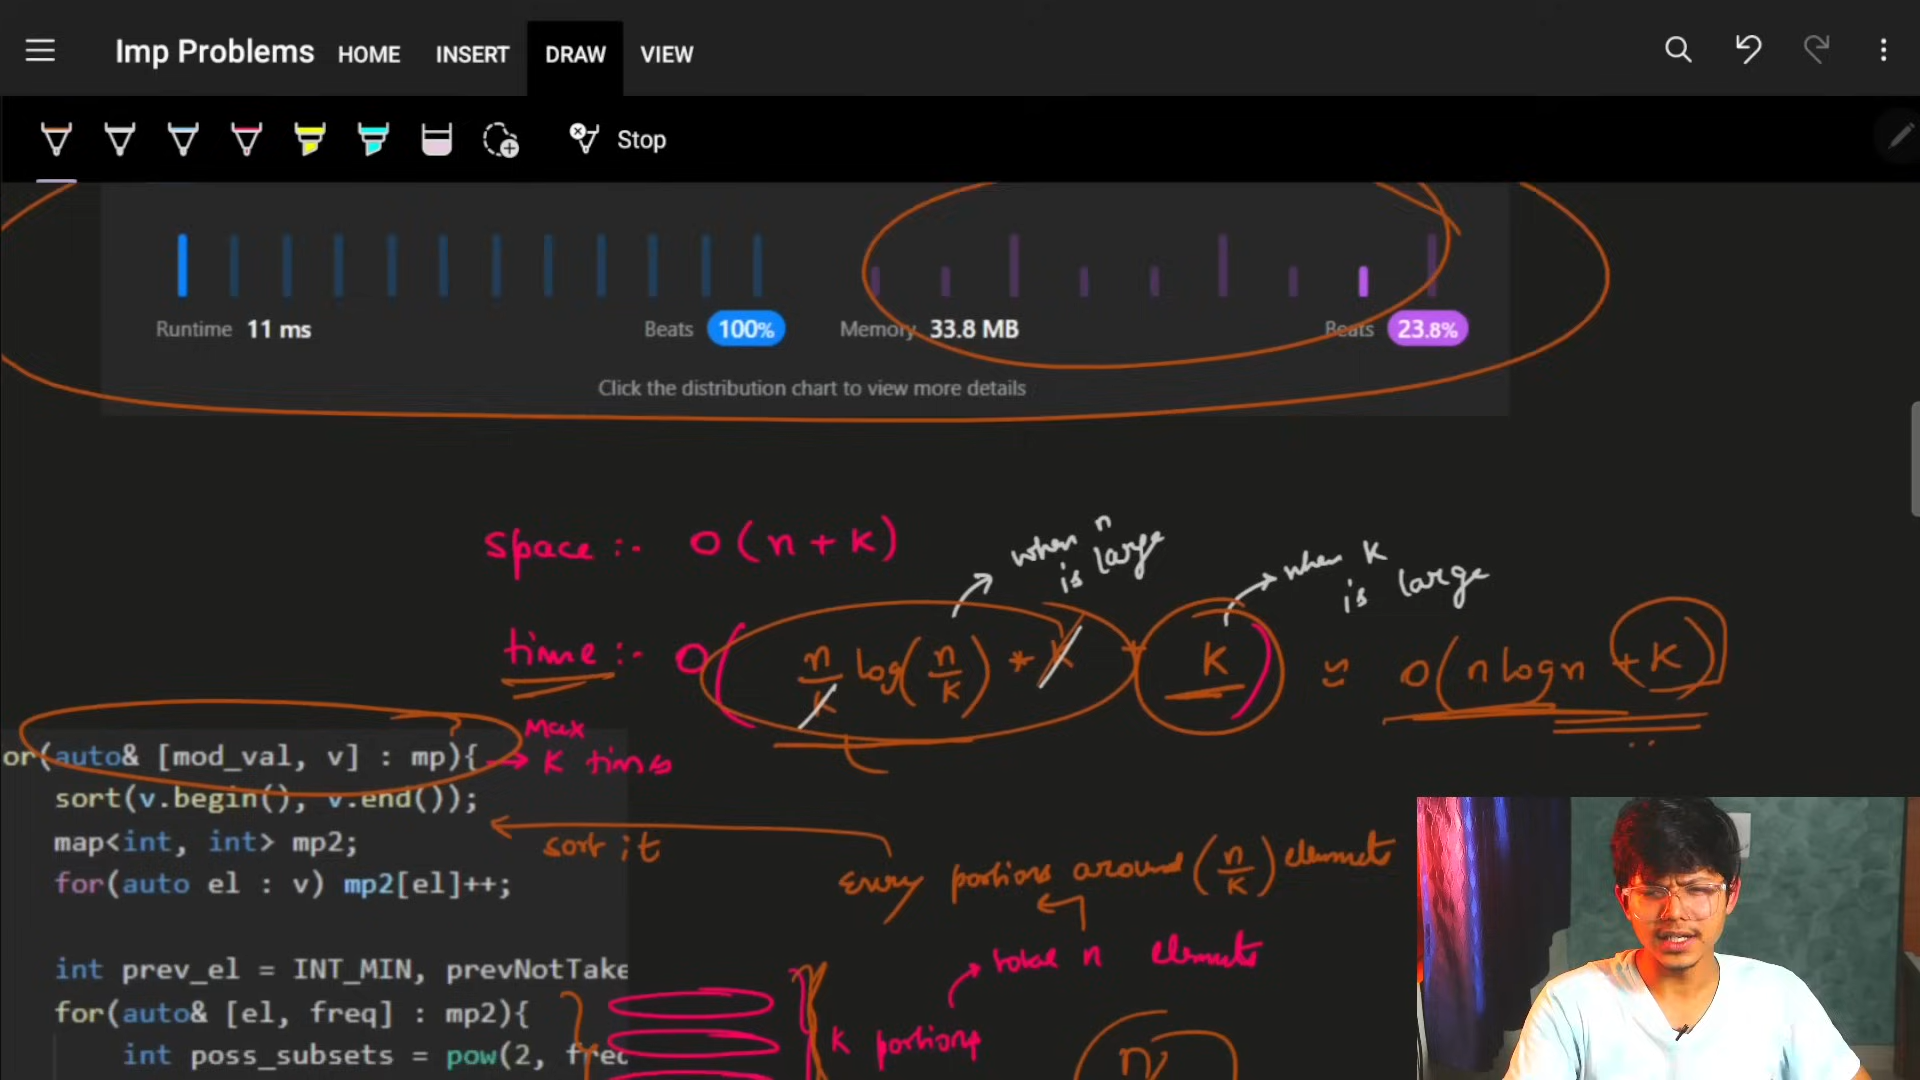 Imp Problems HOME INSERT DRAW VIEW
Stop
Runtime 11 ms Beats 100% Memory 33.8 MB Beats 23.8%
Click the distribution chart to view more details
space :- O(n+k)
when n is large
when k is large
time :- O( n/k log(n/k) * k + k ) ≈ O(n log n + k)
or(auto& [mod_val, v] : mp){
Max
K times
sort(v.begin(), v.end());
map<int, int> mp2;
sort it
for(auto el : v) mp2[el]++;
Every portions around (n/k) elements
total n elements
int prev_el = INT_MIN, prevNotTake
for(auto& [el, freq] : mp2){
K portions
int poss_subsets = pow(2, fre